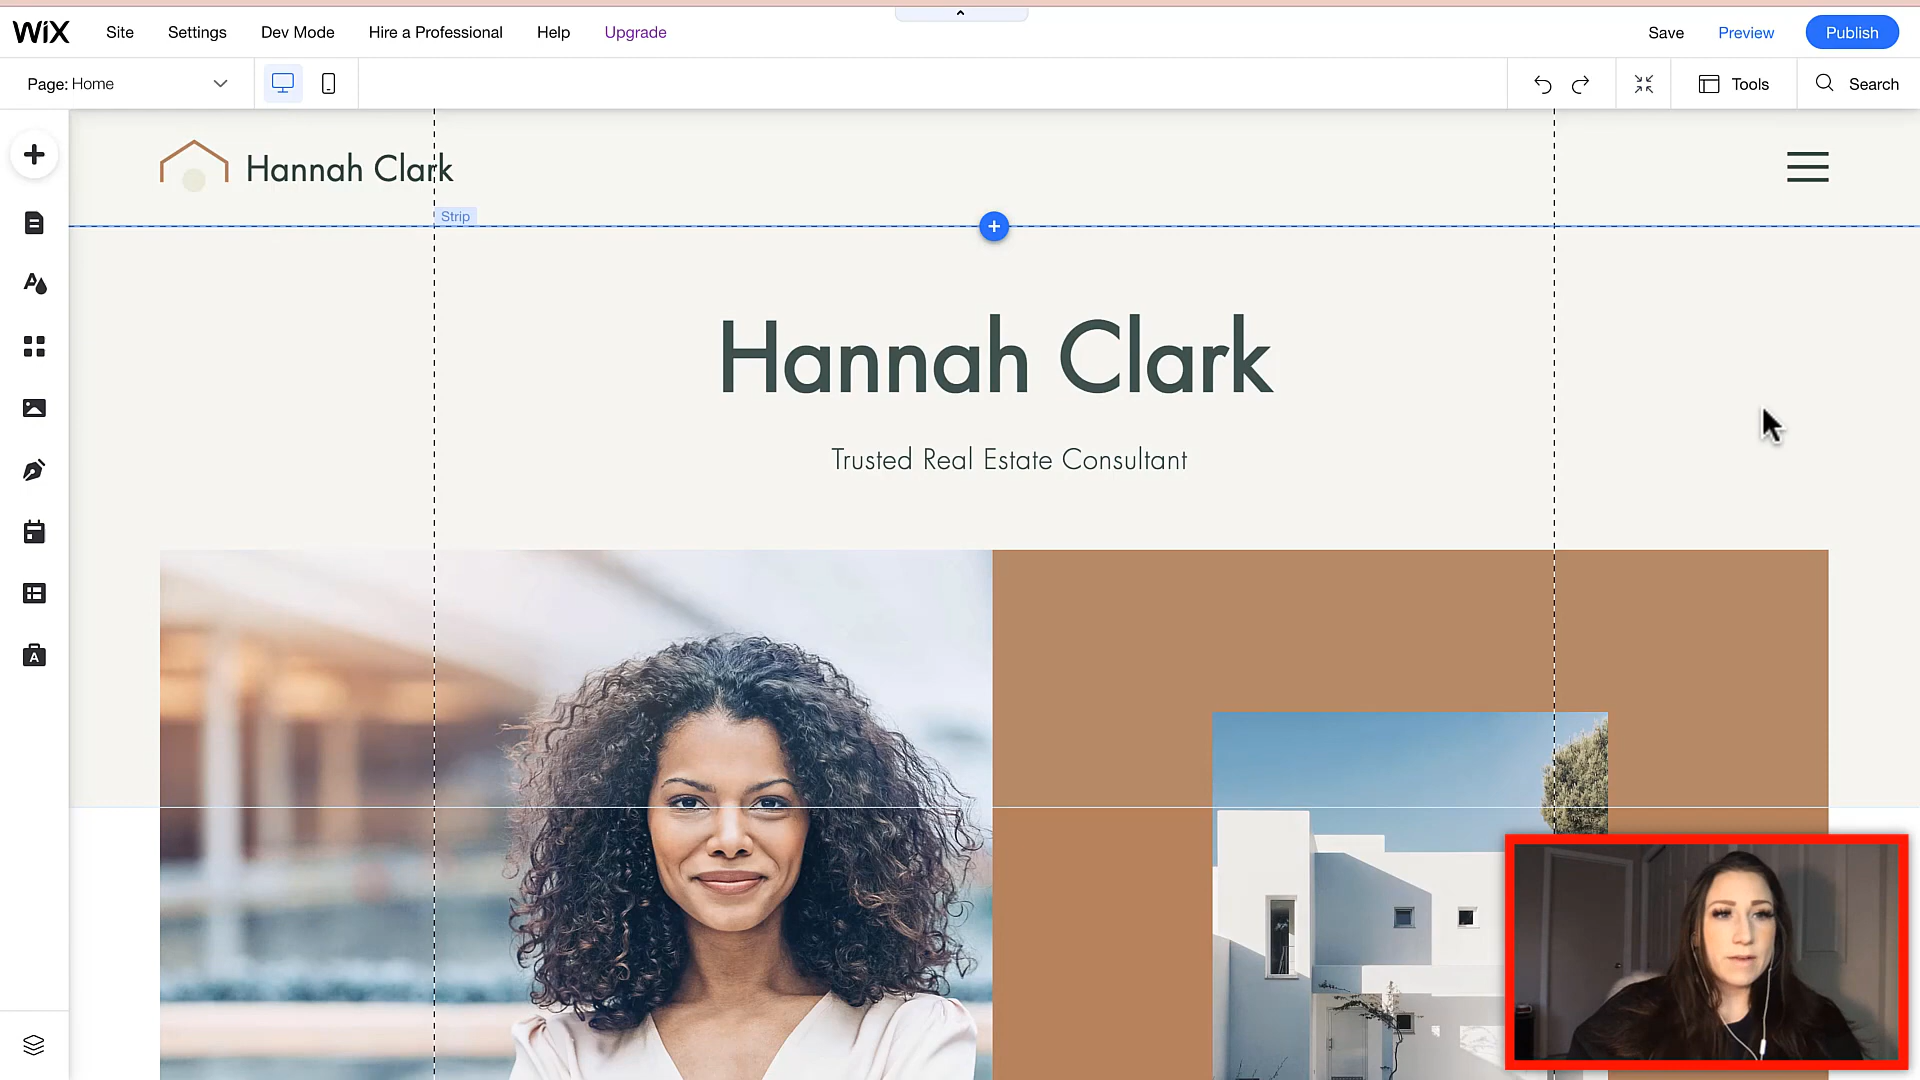 WiX Site Settings Dev Mode Hire a Professional Help Upgrade Save Preview Publish
Page: Home Tools Search
Hannah Clark
Strip
Hannah Clark
Trusted Real Estate Consultant
A